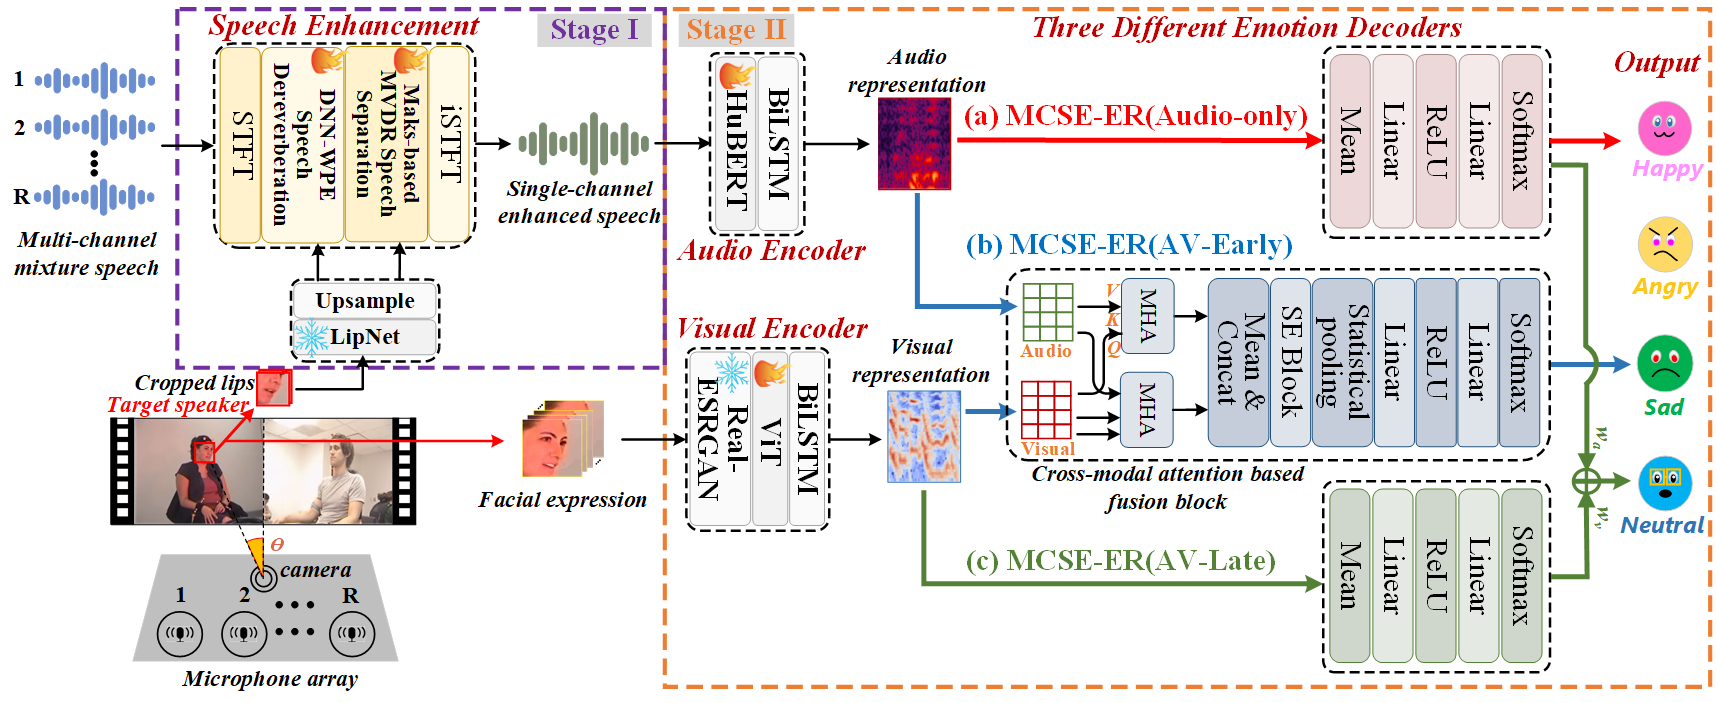 Speech Enhancement
Stage I
Stage II
Three Different Emotion Decoders
Output
1
2
R
Multi-channel
mixture speech
STFT
DNN-WPE
Speech
Dereverberation
Maks-based
MVDR Speech
Separation
iSTFT
Upsample
LipNet
Single-channel
enhanced speech
HuBERT
BiLSTM
Audio Encoder
Audio
representation
(a) MCSE-ER(Audio-only)
Mean
Linear
ReLU
Linear
Softmax
Happy
Angry
Sad
Neutral
(b) MCSE-ER(AV-Early)
Audio
Visual
V
K
Q
MHA
MHA
Mean &
Concat
SE Block
Statistical
pooling
Linear
ReLU
Linear
Softmax
Cross-modal attention based
fusion block
Visual Encoder
Real-
ESRGAN
ViT
BiLSTM
Visual
representation
Cropped lips
Target speaker
Facial expression
(c) MCSE-ER(AV-Late)
Mean
Linear
ReLU
Linear
Softmax
wa
wv
Θ
camera
1
2
R
Microphone array